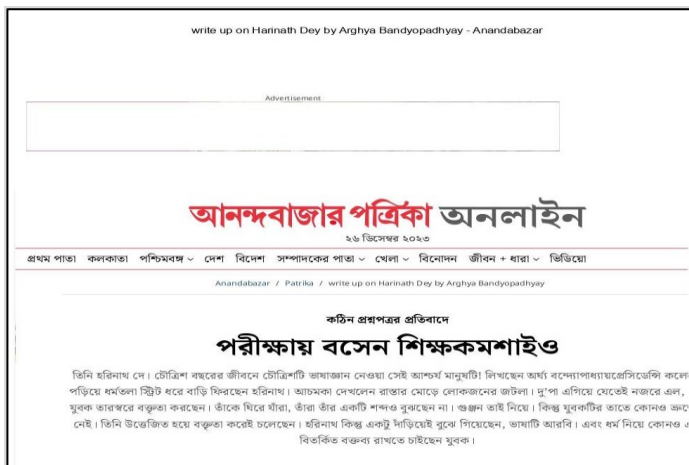 write up on Harinath Dey by Arghya Bandyopadhyay - Anandabazar
Advertisement
আনন্দবাজার পত্রিকা অনলাইন
২৬ ডিসেম্বর ২০২৩
প্রথম পাতা কলকাতা পশ্চিমবঙ্গ দেশ বিদেশ সম্পাদকের পাতা খেলা বিনোদন জীবন + ধারা ভিডিয়ো
Anandabazar / Patrika / write up on Harinath Dey by Arghya Bandyopadhyay
কঠিন প্রশ্নপত্রর প্রতিবাদে
পরীক্ষায় বসেন শিক্ষকমশাইও
তিনি হরিনাথ দে। চৌত্রিশ বছরের জীবনে চৌত্রিশটি ভাষাজ্ঞান নেওয়া সেই আশ্চর্য মানুষটি! লিখছেন অর্ঘ্য বন্দ্যোপাধ্যায়প্রেসিডেন্সি
পড়িয়ে ধর্মতলা স্ট্রিট ধরে বাড়ি ফিরছেন হরিনাথ। আচমকা দেখলেন রাস্তার মোড়ে লোকজনের জটলা। দু'পা এগিয়ে যেতেই নজরে এল,
যুবক তারস্বরে বক্তৃতা করছেন। তাঁকে ঘিরে যাঁরা, তাঁরা তাঁর একটি শব্দও বুঝছেন না। গুঞ্জন তাই নিয়ে। কিন্তু যুবকটির তাতে কোনও
নেই। তিনি উত্তেজিত হয়ে বক্তৃতা করেই চলেছেন। হরিনাথ কিন্তু একটু দাঁড়িয়েই বুঝে গিয়েছেন, ভাষাটি আরবি। এবং ধর্ম নিয়ে কোনও
বিতর্কিত বক্তব্য রাখতে চাইছেন যুবক।